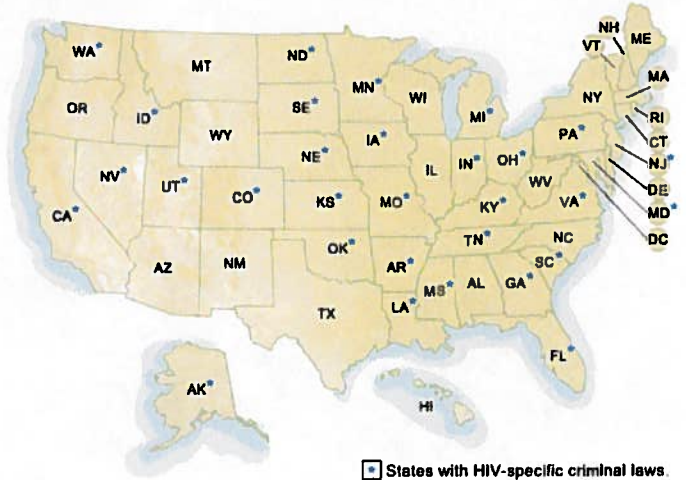 NH
ME
VT
WA*
MT
ND*
MN*
MA
WI
NY
OR
ID*
SE*
MI*
RI
WY
PA*
CT
IA*
NE*
OH*
NJ*
IL
IN*
NV*
UT*
WV
DE
CO*
KS*
MO*
KY*
VA*
MD*
CA*
DC
TN*
NC
OK*
AZ
NM
AR*
SC*
MS*
AL
GA*
LA*
TX
FL*
AK*
HI
* States with HIV-specific criminal laws.